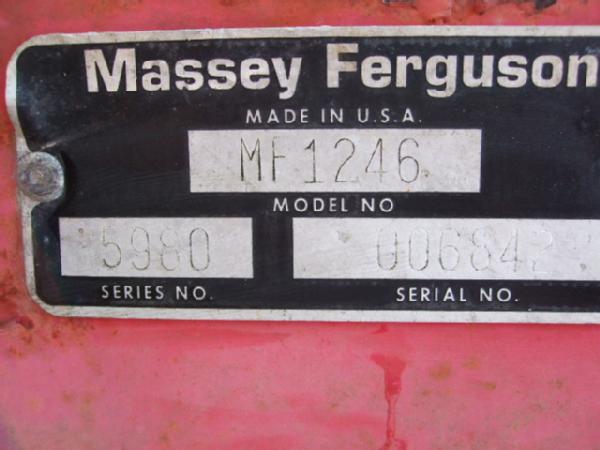 Massey Ferguson
MADE IN U.S.A.
MF1246
MODEL NO
5980 006842
SERIES NO. SERIAL NO.